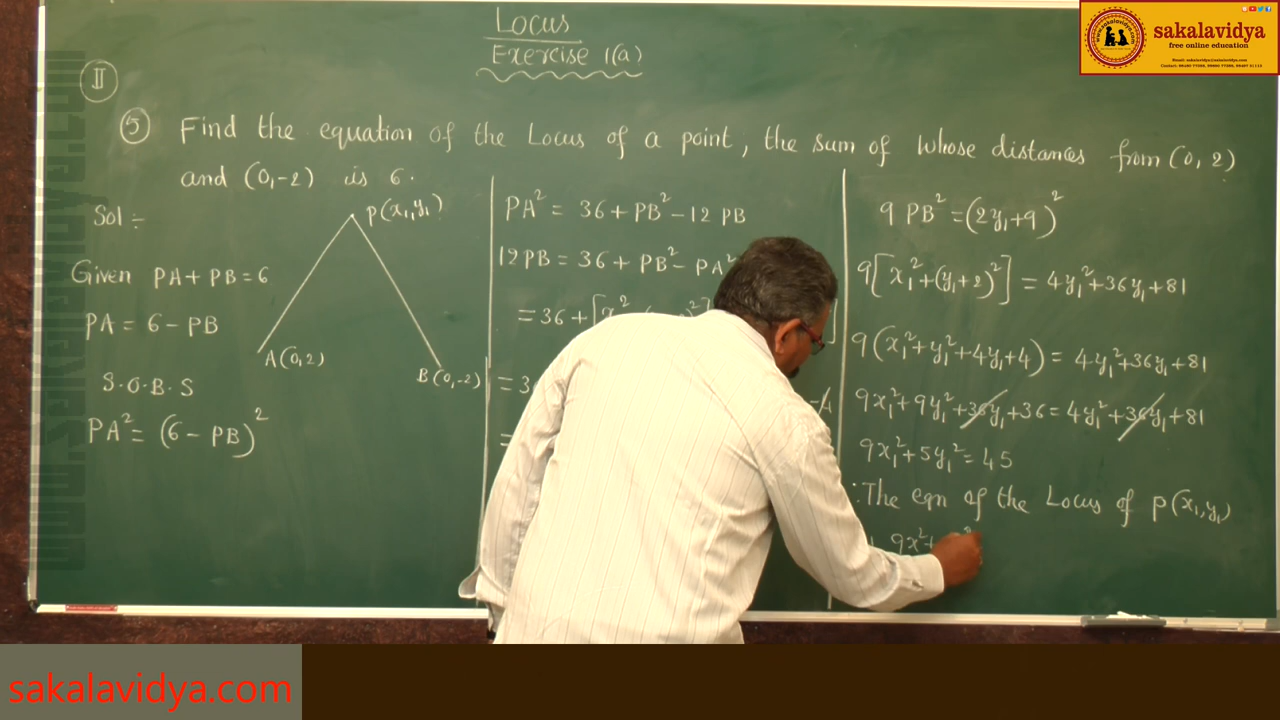 Locus
Exercise 1(a)
II
5 Find the equation of the Locus of a point, the sum of whose distances from (0, 2)
and (0,-2) is 6.
Sol:-
P(x₁,y₁)
Given PA + PB = 6
PA = 6 - PB
A(0,2)
B(0,-2)
S.O.B.S
PA² = (6 - PB)²
PA² = 36 + PB² - 12 PB
12PB = 36 + PB² - PA²
= 36 + [x²
=
=
9 PB² = (2y₁+9)²
9[x₁²+(y₁+2)²] = 4y₁²+36y₁+81
9(x₁²+y₁²+4y₁+4) = 4y₁²+36y₁+81
9x₁²+9y₁²+36y₁+36 = 4y₁²+36y₁+81
9x₁²+5y₁² = 45
∴The eqn of the Locus of P(x₁,y₁)
9x²+
sakalavidya
free online education
www.sakalavidya.com
sakalavidya.com